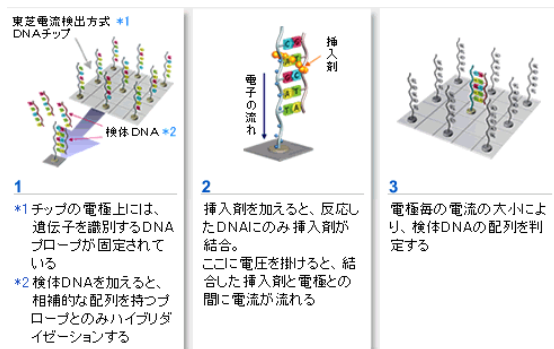 東芝電流検出方式 *1
DNAチップ
検体DNA *2
1
*1 チップの電極上には、
遺伝子を識別するDNA
プローブが固定されて
いる
*2 検体DNAを加えると、
相補的な配列を持つプ
ローブとのみハイブリダ
イゼーションする
挿入剤
電子の流れ
C G
A T
G C
A T
T A
2
挿入剤を加えると、反応し
たDNAにのみ挿入剤が
結合。
ここに電圧を掛けると、結
合した挿入剤と電極との
間に電流が流れる
3
電極毎の電流の大小によ
り、検体DNAの配列を判
定する